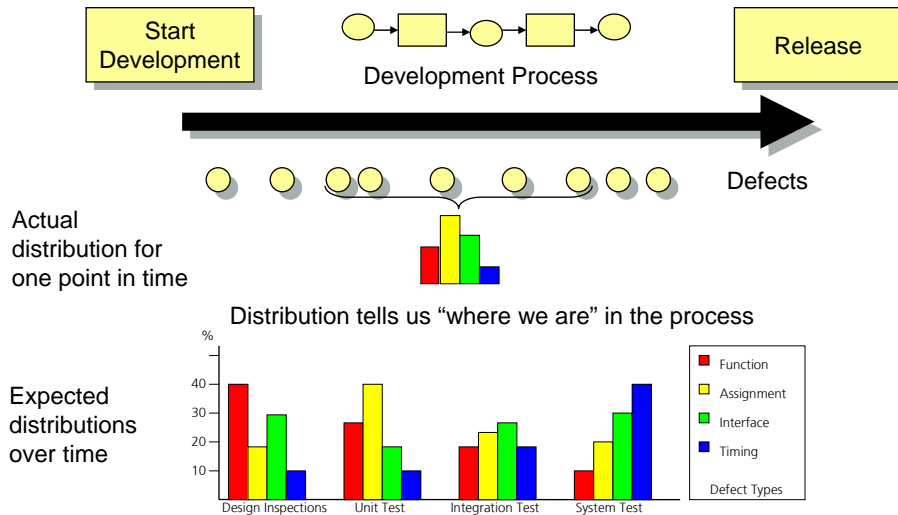 Start
Development
Development Process
Release
Defects
Actual
distribution for
one point in time
Distribution tells us “where we are” in the process
Expected
distributions
over time
%
40
30
20
10
Design Inspections
Unit Test
Integration Test
System Test
Function
Assignment
Interface
Timing
Defect Types